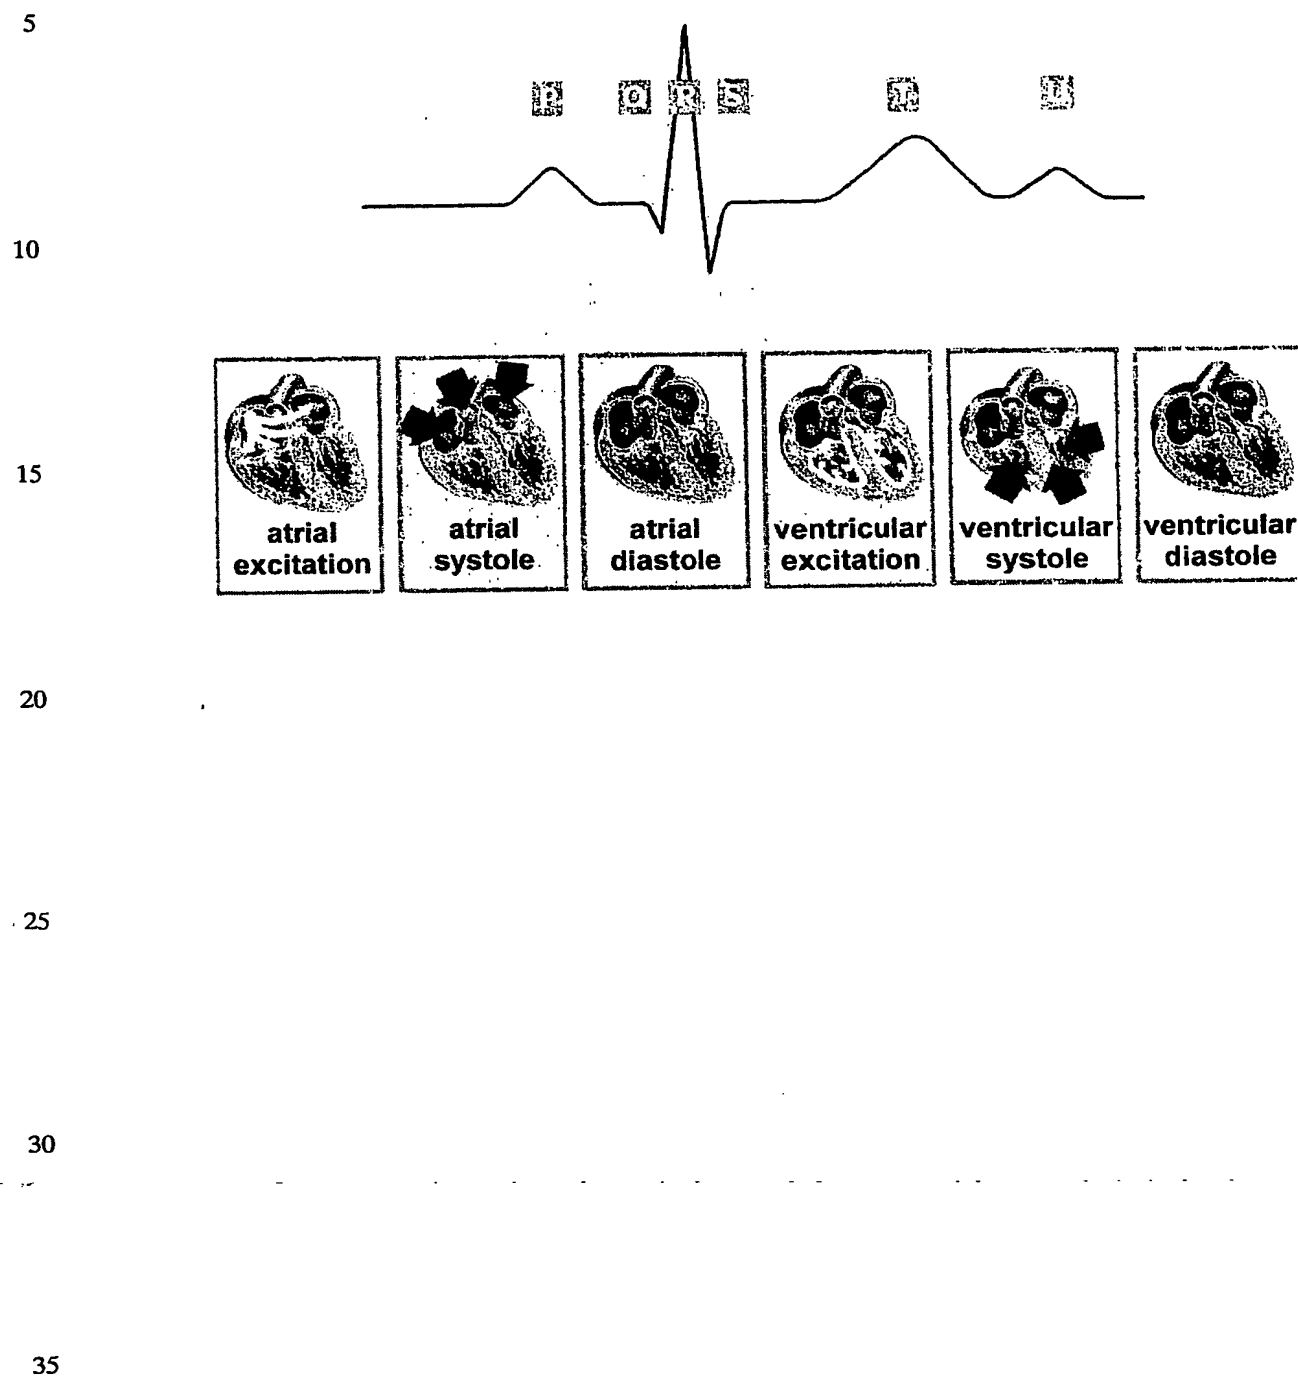 5
P Q R S T U
10
atrial excitation
atrial systole
atrial diastole
ventricular excitation
ventricular systole
ventricular diastole
15
20
25
30
35